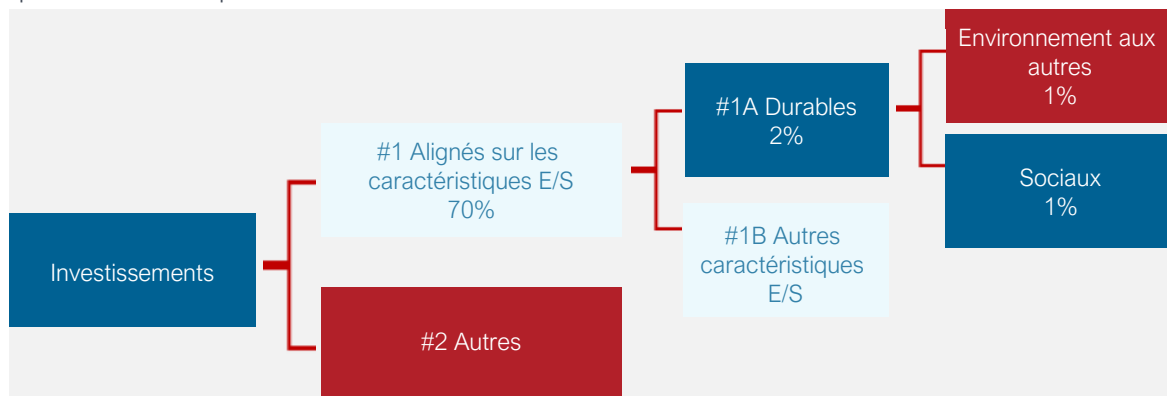 Investissements
#1 Alignés sur les
caractéristiques E/S
70%
#2 Autres
#1A Durables
2%
#1B Autres
caractéristiques
E/S
Environnement aux
autres
1%
Sociaux
1%